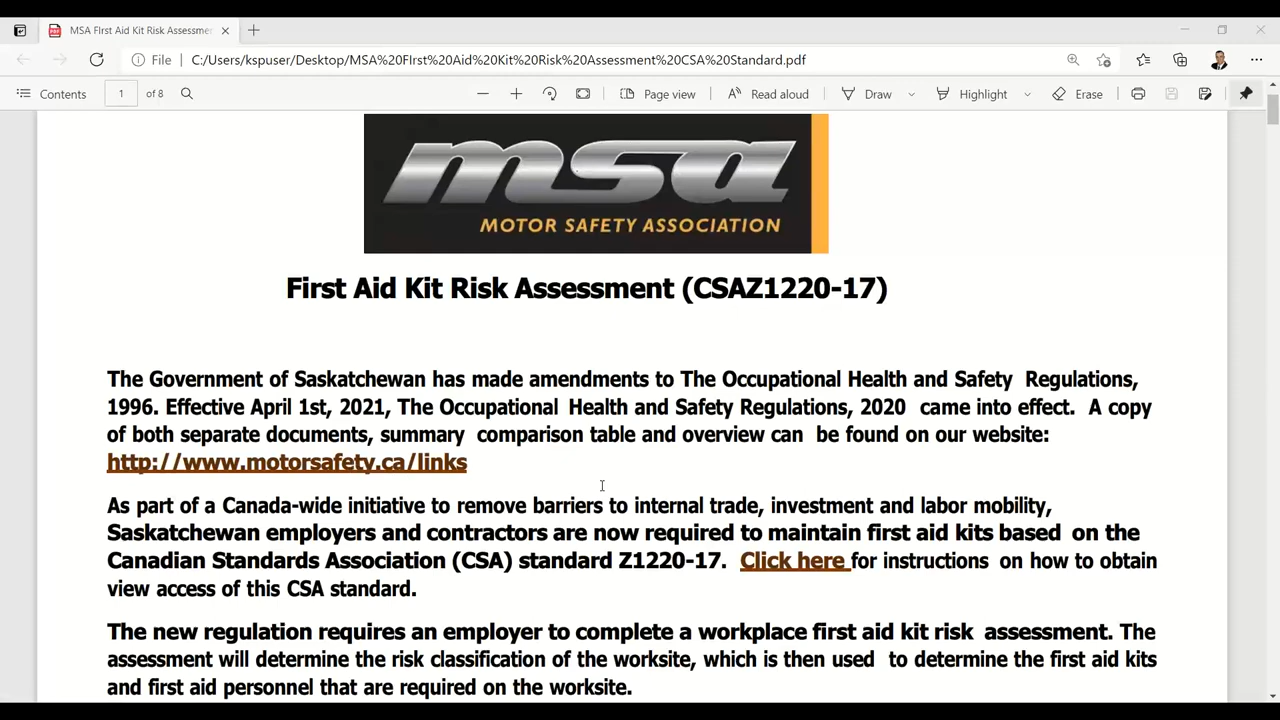 MSA FIrst Aid Kit Risk Assessme
File
C:/Users/kspuser/Desktop/MSA%20FIrst%20Aid%20Kit%20Risk%20Assessment%20CSA%20Standard.pdf
Contents
1
of 8
Page view
Read aloud
Draw
Highlight
Erase
msa
MOTOR SAFETY ASSOCIATION
First Aid Kit Risk Assessment (CSAZ1220-17)
The Government of Saskatchewan has made amendments to The Occupational Health and Safety Regulations,
1996. Effective April 1st, 2021, The Occupational Health and Safety Regulations, 2020 came into effect. A copy
of both separate documents, summary comparison table and overview can be found on our website:
http://www.motorsafety.ca/links
As part of a Canada-wide initiative to remove barriers to internal trade, investment and labor mobility,
Saskatchewan employers and contractors are now required to maintain first aid kits based on the
Canadian Standards Association (CSA) standard Z1220-17. Click here for instructions on how to obtain
view access of this CSA standard.
The new regulation requires an employer to complete a workplace first aid kit risk assessment. The
assessment will determine the risk classification of the worksite, which is then used to determine the first aid kits
and first aid personnel that are required on the worksite.